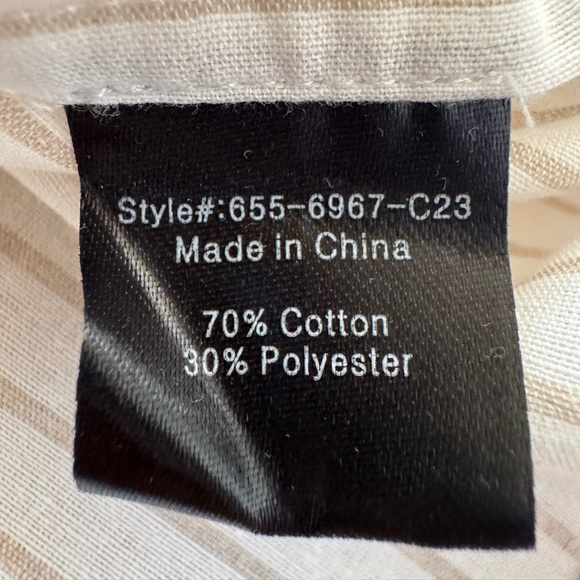 Style#:655-6967-C23
Made in China
70% Cotton
30% Polyester